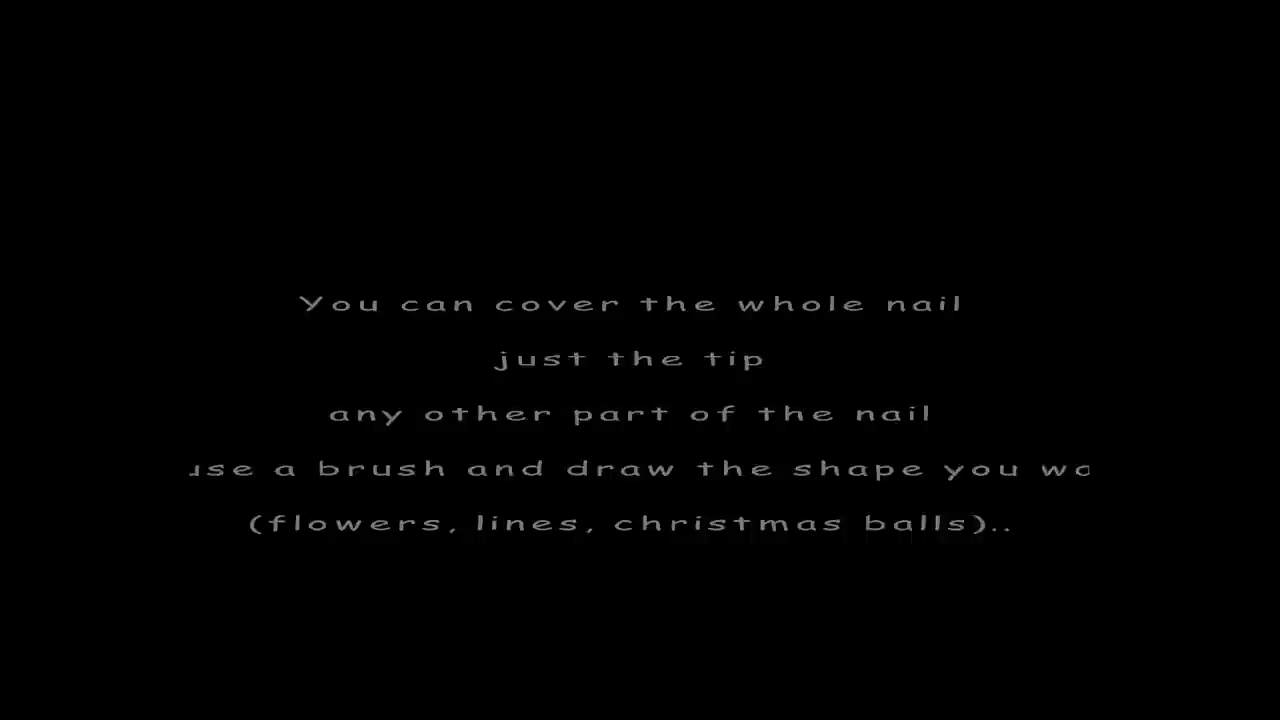 You can cover the whole nail
just the tip
any other part of the nail
use a brush and draw the shape you
(flowers, lines, christmas balls)..